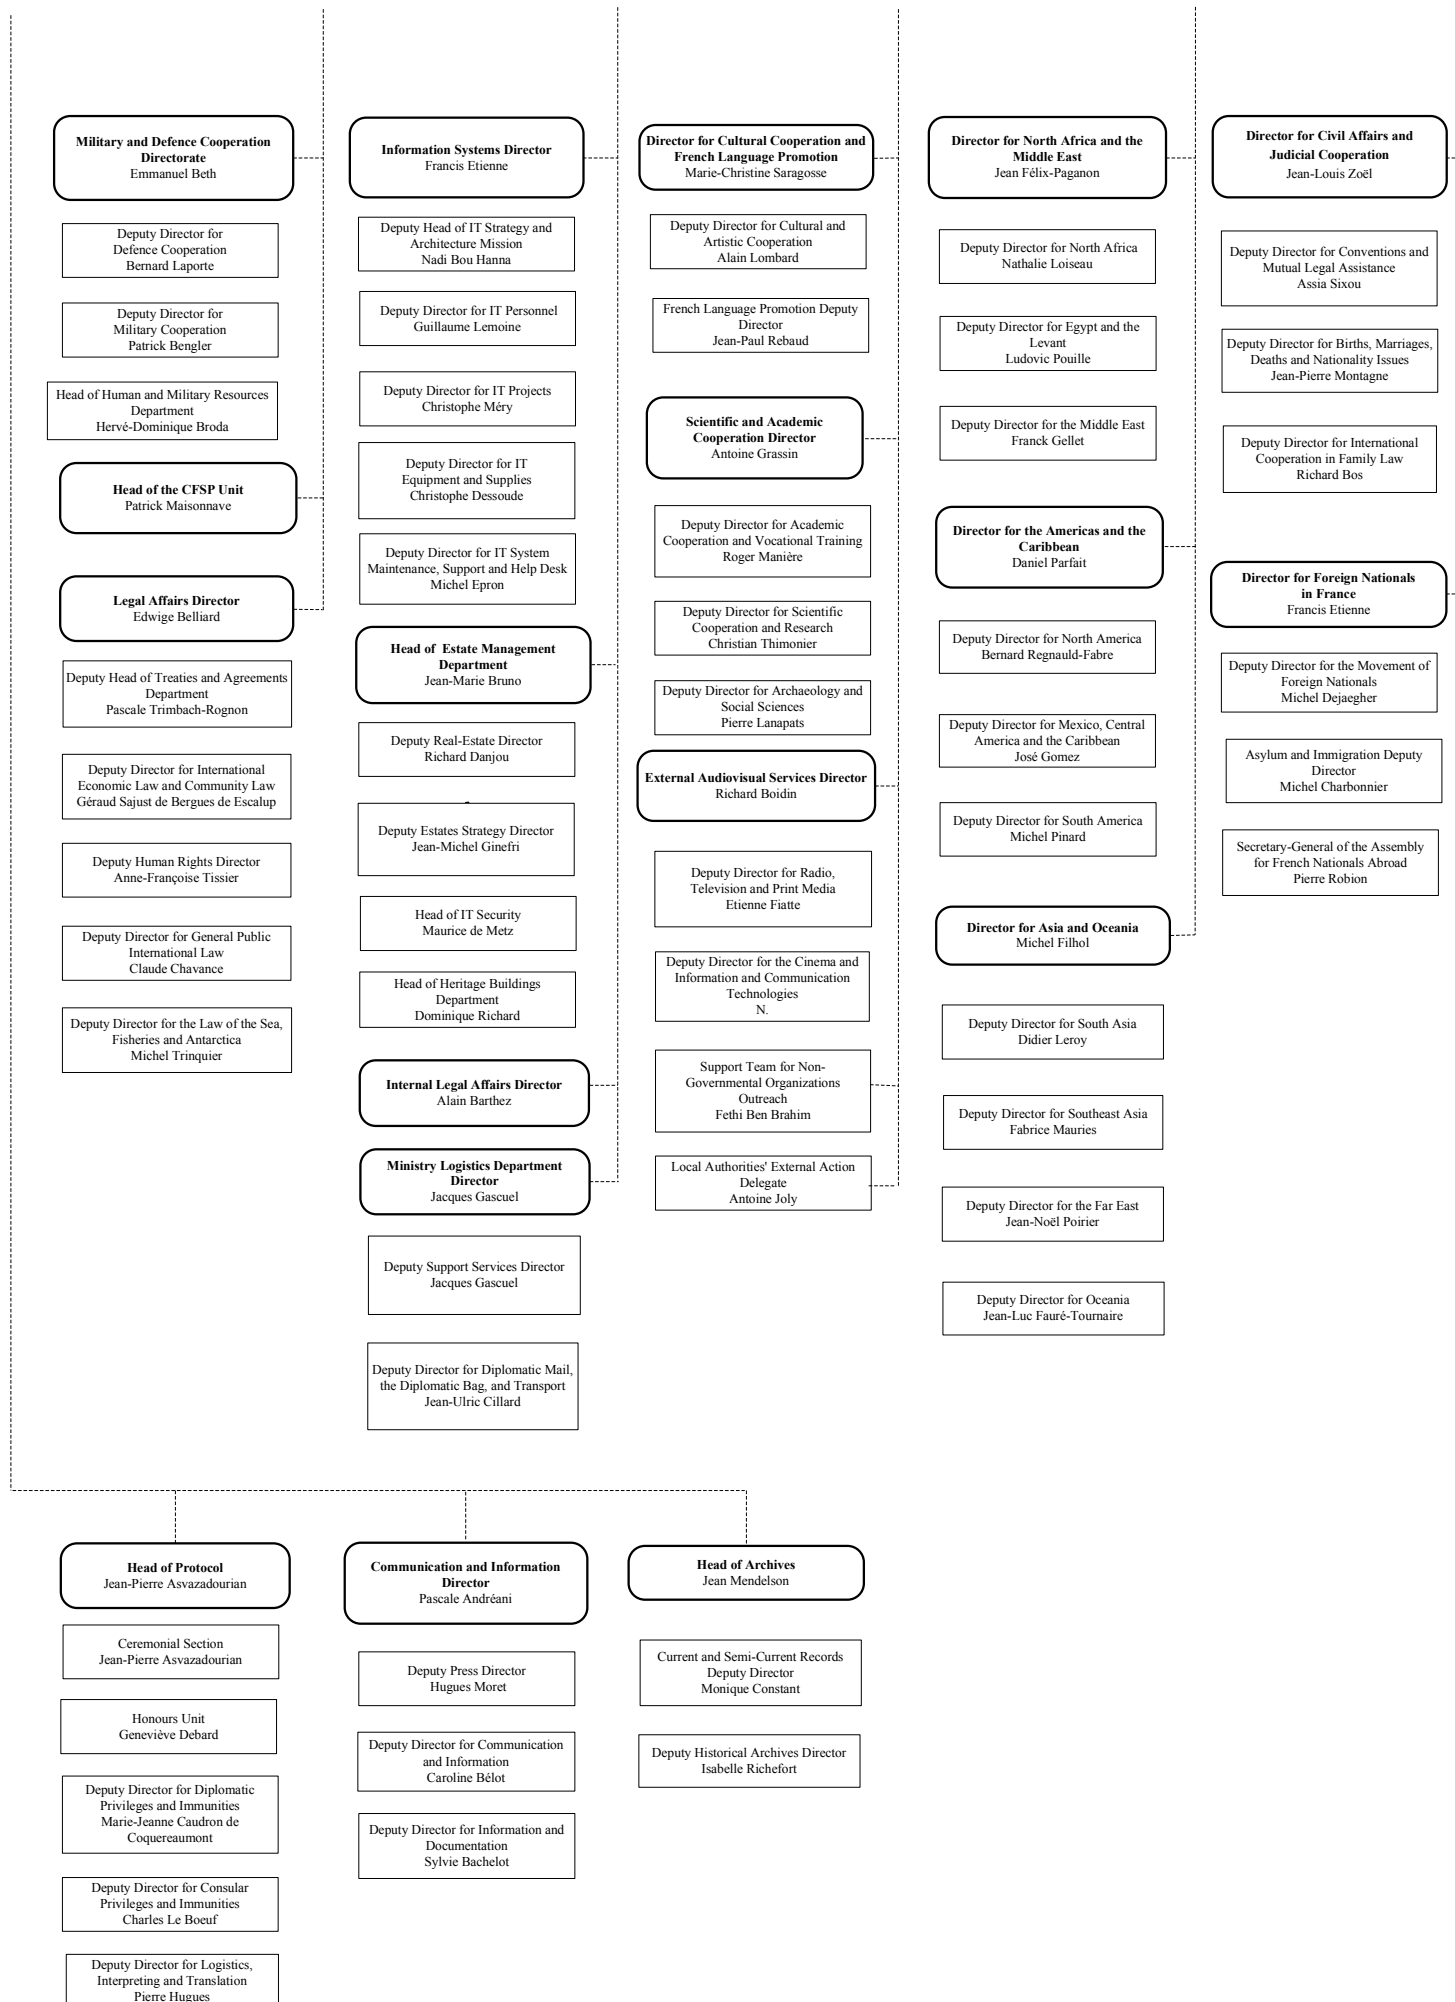 Military and Defence Cooperation
Directorate
Emmanuel Beth
Deputy Director for
Defence Cooperation
Bernard Laporte
Deputy Director for
Military Cooperation
Patrick Bengler
Head of Human and Military Resources
Department
Hervé-Dominique Broda
Head of the CFSP Unit
Patrick Maisonnave
Legal Affairs Director
Edwige Belliard
Deputy Head of Treaties and Agreements
Department
Pascale Trimbach-Rognon
Deputy Director for International
Economic Law and Community Law
Géraud Sajust de Bergues de Escalup
Deputy Human Rights Director
Anne-Françoise Tissier
Deputy Director for General Public
International Law
Claude Chavance
Deputy Director for the Law of the Sea,
Fisheries and Antarctica
Michel Trinquier
Information Systems Director
Francis Etienne
Deputy Head of IT Strategy and
Architecture Mission
Nadi Bou Hanna
Deputy Director for IT Personnel
Guillaume Lemoine
Deputy Director for IT Projects
Christophe Méry
Deputy Director for IT
Equipment and Supplies
Christophe Dessoude
Deputy Director for IT System
Maintenance, Support and Help Desk
Michel Epron
Head of Estate Management
Department
Jean-Marie Bruno
Deputy Real-Estate Director
Richard Danjou
Deputy Estates Strategy Director
Jean-Michel Ginefri
Head of IT Security
Maurice de Metz
Head of Heritage Buildings
Department
Dominique Richard
Internal Legal Affairs Director
Alain Barthez
Ministry Logistics Department
Director
Jacques Gascuel
Deputy Support Services Director
Jacques Gascuel
Deputy Director for Diplomatic Mail,
the Diplomatic Bag, and Transport
Jean-Ulric Cillard
Director for Cultural Cooperation and
French Language Promotion
Marie-Christine Saragosse
Deputy Director for Cultural and
Artistic Cooperation
Alain Lombard
French Language Promotion Deputy
Director
Jean-Paul Rebaud
Scientific and Academic
Cooperation Director
Antoine Grassin
Deputy Director for Academic
Cooperation and Vocational Training
Roger Manière
Deputy Director for Scientific
Cooperation and Research
Christian Thimonier
Deputy Director for Archaeology and
Social Sciences
Pierre Lanapats
External Audiovisual Services Director
Richard Boidin
Deputy Director for Radio,
Television and Print Media
Etienne Fiatte
Deputy Director for the Cinema and
Information and Communication
Technologies
N.
Support Team for Non-
Governmental Organizations
Outreach
Fethi Ben Brahim
Local Authorities' External Action
Delegate
Antoine Joly
Director for North Africa and the
Middle East
Jean Félix-Paganon
Deputy Director for North Africa
Nathalie Loiseau
Deputy Director for Egypt and the
Levant
Ludovic Pouille
Deputy Director for the Middle East
Franck Gellet
Director for the Americas and the
Caribbean
Daniel Parfait
Deputy Director for North America
Bernard Regnauld-Fabre
Deputy Director for Mexico, Central
America and the Caribbean
José Gomez
Deputy Director for South America
Michel Pinard
Director for Asia and Oceania
Michel Filhol
Deputy Director for South Asia
Didier Leroy
Deputy Director for Southeast Asia
Fabrice Mauries
Deputy Director for the Far East
Jean-Noël Poirier
Deputy Director for Oceania
Jean-Luc Fauré-Tournaire
Director for Civil Affairs and
Judicial Cooperation
Jean-Louis Zoël
Deputy Director for Conventions and
Mutual Legal Assistance
Assia Sixou
Deputy Director for Births, Marriages,
Deaths and Nationality Issues
Jean-Pierre Montagne
Deputy Director for International
Cooperation in Family Law
Richard Bos
Director for Foreign Nationals
in France
Francis Etienne
Deputy Director for the Movement of
Foreign Nationals
Michel Dejaegher
Asylum and Immigration Deputy
Director
Michel Charbonnier
Secretary-General of the Assembly
for French Nationals Abroad
Pierre Robion
Head of Protocol
Jean-Pierre Asvazadourian
Ceremonial Section
Jean-Pierre Asvazadourian
Honours Unit
Geneviève Debard
Deputy Director for Diplomatic
Privileges and Immunities
Marie-Jeanne Caudron de
Coquereaumont
Deputy Director for Consular
Privileges and Immunities
Charles Le Boeuf
Deputy Director for Logistics,
Interpreting and Translation
Pierre Hugues
Communication and Information
Director
Pascale Andréani
Deputy Press Director
Hugues Moret
Deputy Director for Communication
and Information
Caroline Bélot
Deputy Director for Information and
Documentation
Sylvie Bachelot
Head of Archives
Jean Mendelson
Current and Semi-Current Records
Deputy Director
Monique Constant
Deputy Historical Archives Director
Isabelle Richefort